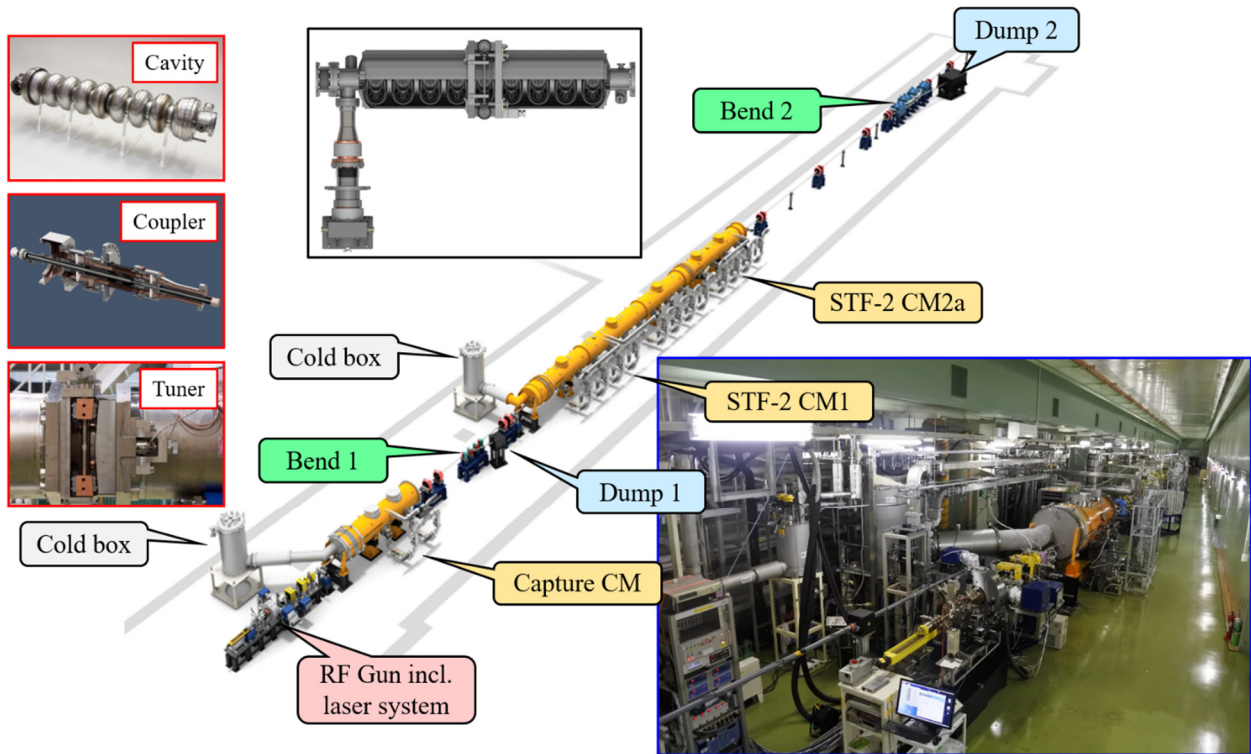 Cavity
Coupler
Tuner
Dump 2
Bend 2
STF-2 CM2a
Cold box
STF-2 CM1
Bend 1
Dump 1
Cold box
Capture CM
RF Gun incl.
laser system